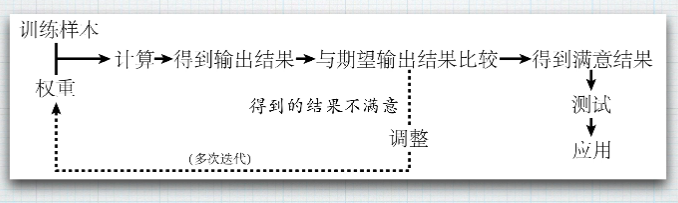 训练样本
计算
得到输出结果
与期望输出结果比较
得到满意结果
权重
得到的结果不满意
测试
调整
(多次迭代)
应用